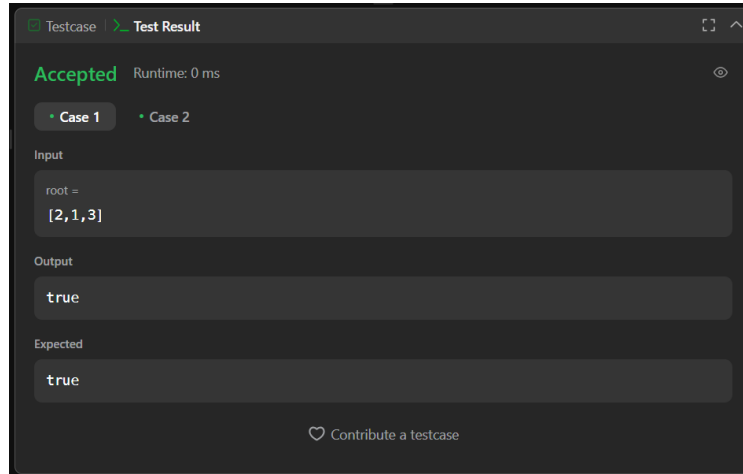 Testcase | >_ Test Result
Accepted Runtime: 0 ms
• Case 1 • Case 2
Input
root =
[2,1,3]
Output
true
Expected
true
Contribute a testcase